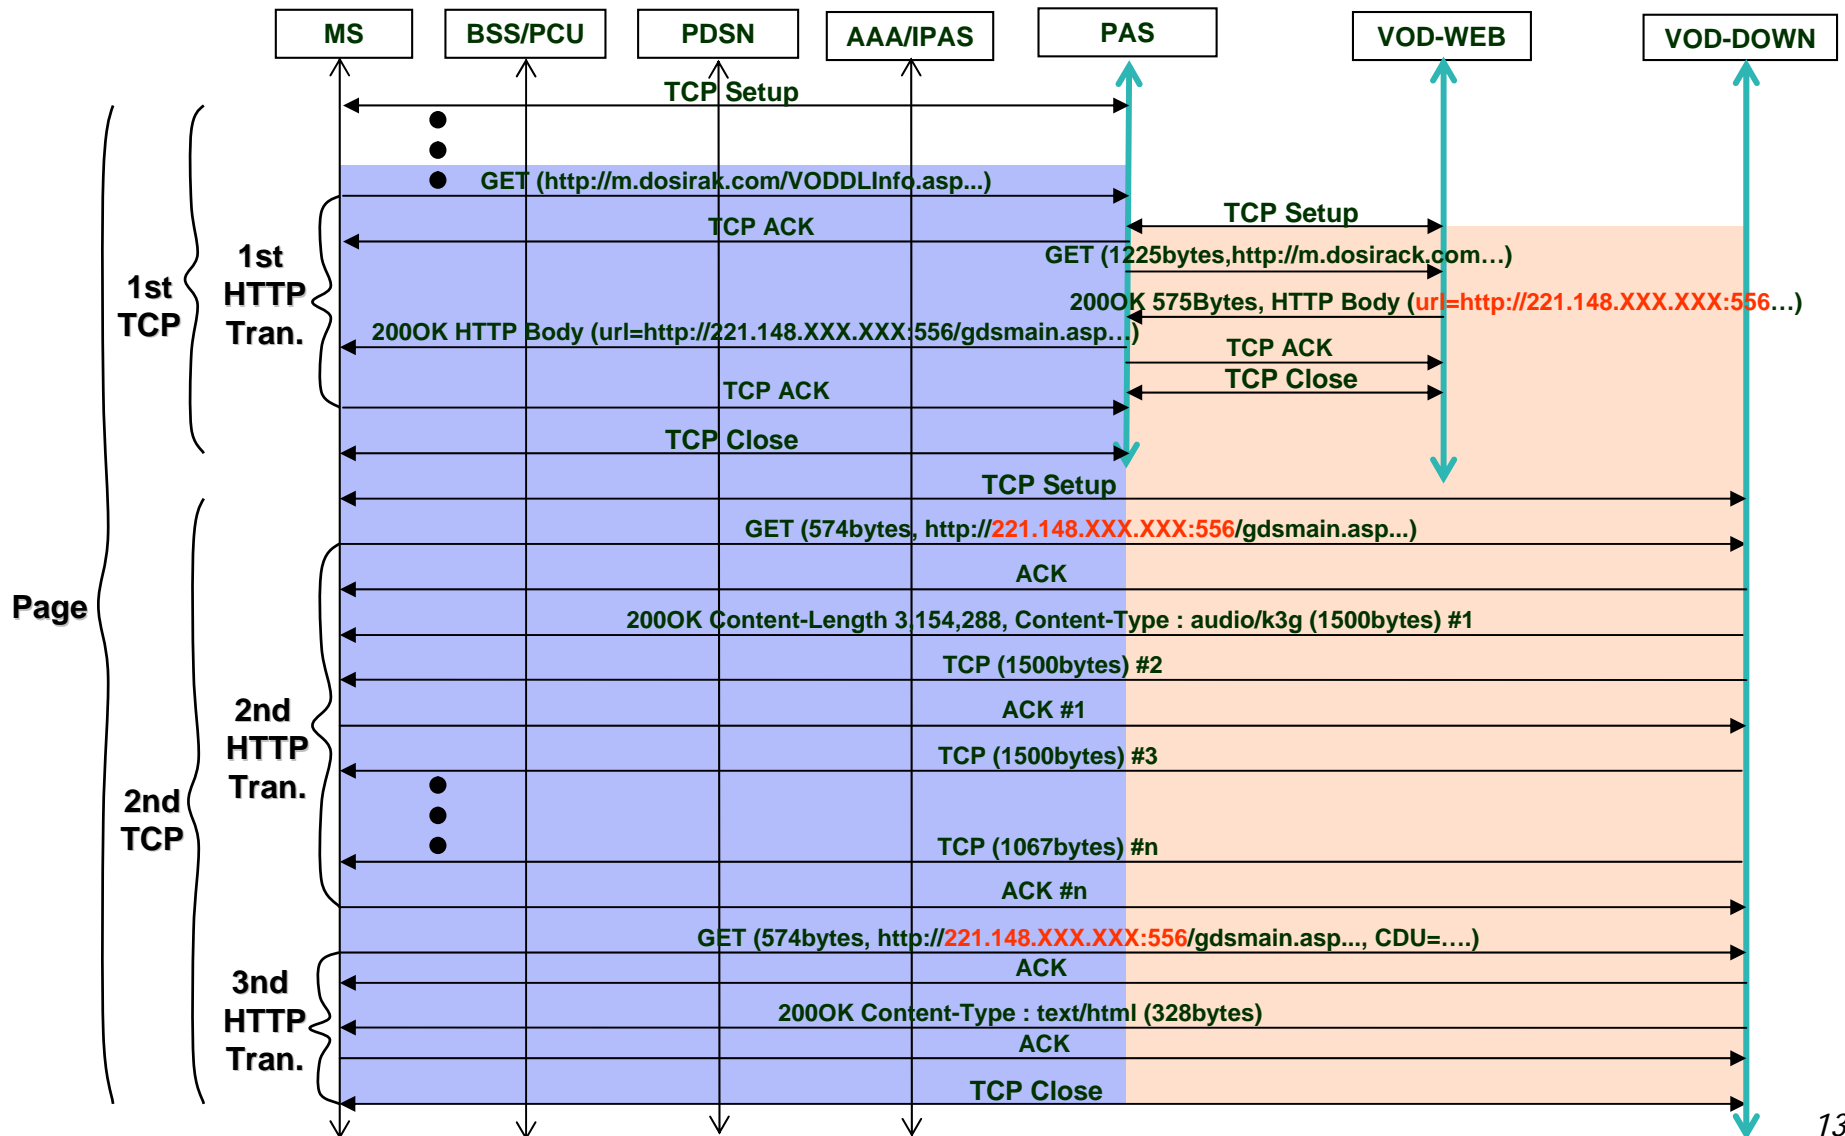 MS
BSS/PCU
PDSN
AAA/IPAS
PAS
VOD-WEB
VOD-DOWN
TCP Setup
GET (http://m.dosirak.com/VODDLInfo.asp...)
TCP Setup
TCP ACK
GET (1225bytes,http://m.dosirack.com…)
200OK 575Bytes, HTTP Body (url=http://221.148.XXX.XXX:556…)
200OK HTTP Body (url=http://221.148.XXX.XXX:556/gdsmain.asp…)
TCP ACK
TCP Close
TCP ACK
TCP Close
1st
HTTP
Tran.
1st
TCP
TCP Setup
GET (574bytes, http://221.148.XXX.XXX:556/gdsmain.asp...)
ACK
Page
200OK Content-Length 3,154,288, Content-Type : audio/k3g (1500bytes) #1
TCP (1500bytes) #2
ACK #1
TCP (1500bytes) #3
2nd
HTTP
Tran.
2nd
TCP
TCP (1067bytes) #n
ACK #n
GET (574bytes, http://221.148.XXX.XXX:556/gdsmain.asp..., CDU=….)
ACK
200OK Content-Type : text/html (328bytes)
ACK
3nd
HTTP
Tran.
TCP Close
13